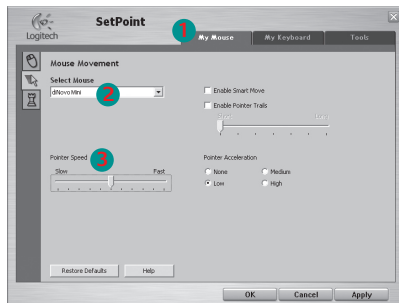 SetPoint
Logitech
1
My Mouse
My Keyboard
Tools
Mouse Movement
Select Mouse
diNovo Mini
2
Enable Smart Move
Enable Pointer Trails
Short
Long
Pointer Speed
3
Slow
Fast
Pointer Acceleration
None
Medium
Low
High
Restore Defaults
Help
OK
Cancel
Apply